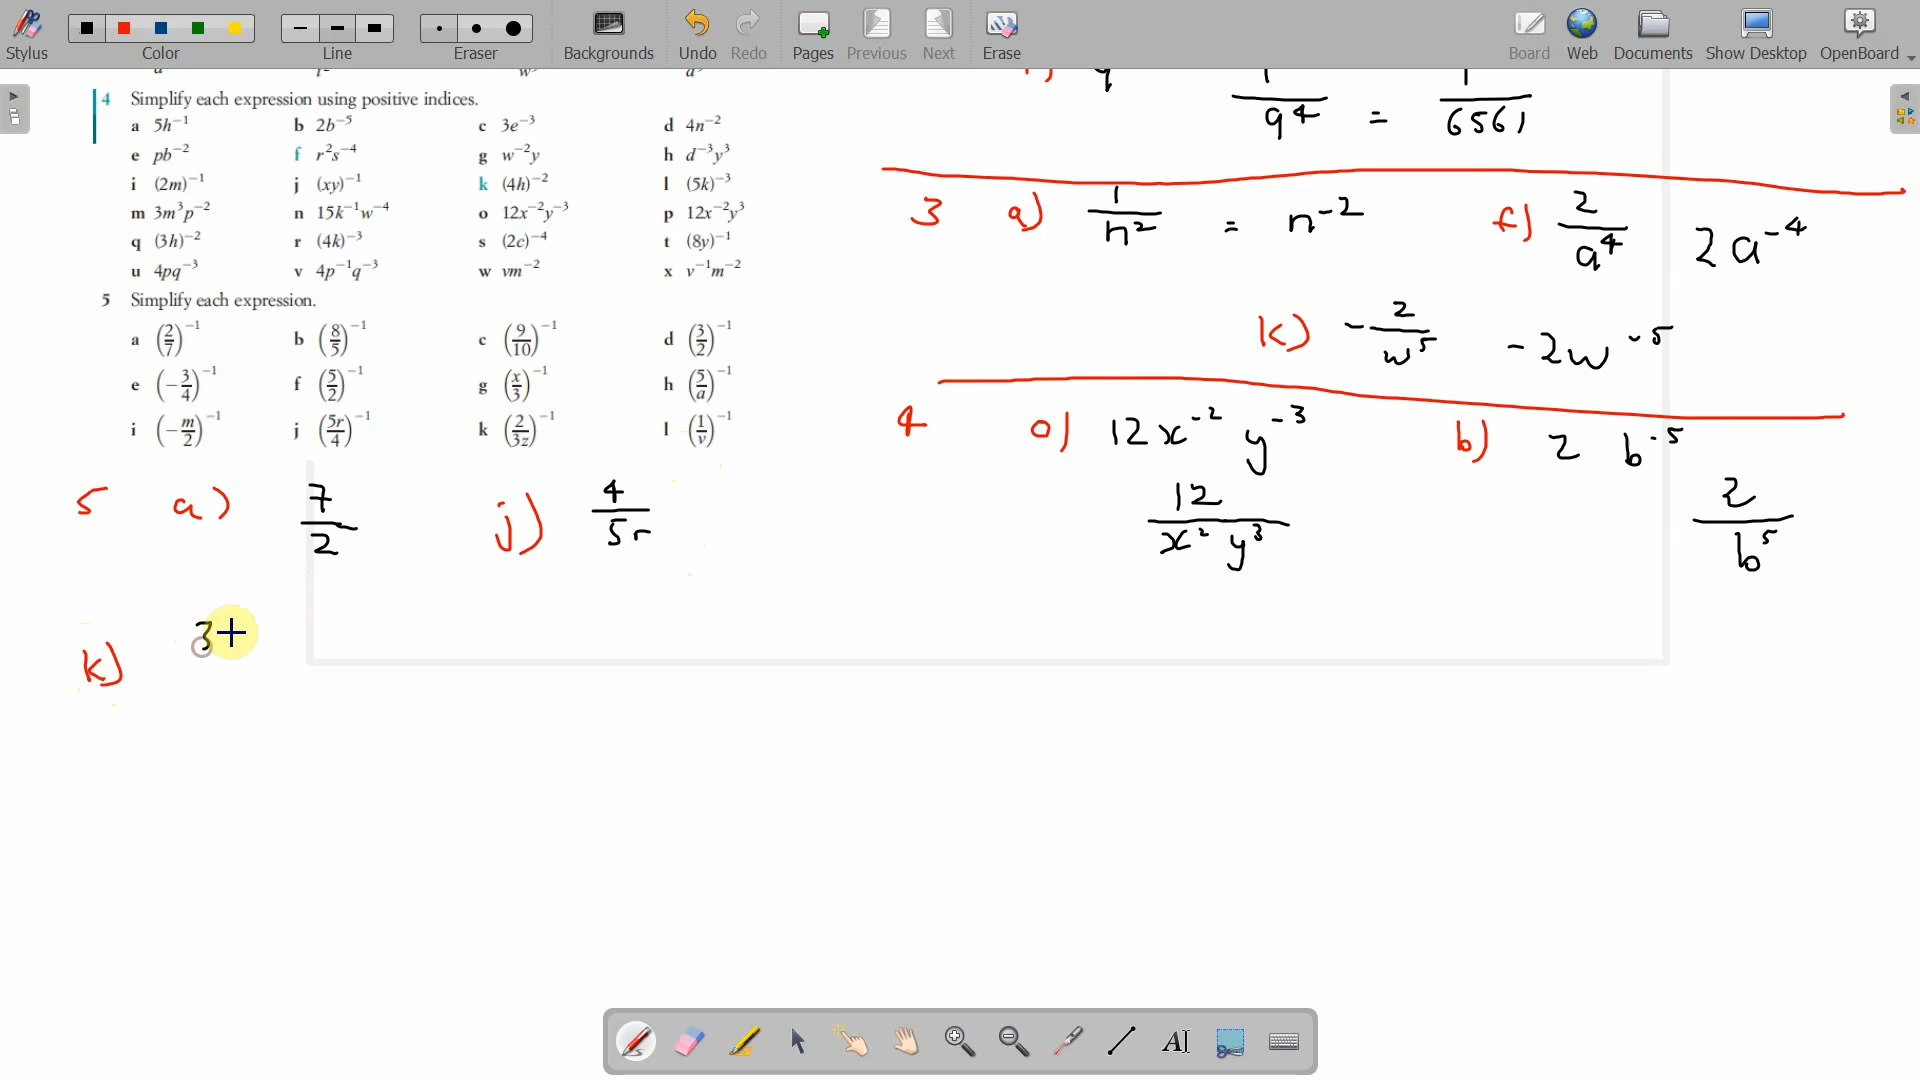 Stylus Color Line Eraser Backgrounds Undo Redo Pages Previous Next Erase Board Web Documents Show Desktop OpenBoard
4 Simplify each expression using positive indices.
a 5h⁻¹ b 2b⁻⁵ c 3e⁻³ d 4n⁻²
e pb⁻² f r²s⁻⁴ g w⁻²y h d⁻³y³
i (2m)⁻¹ j (xy)⁻¹ k (4h)⁻² l (5k)⁻³
m 3m³p⁻² n 15k⁻¹w⁻⁴ o 12x⁻²y⁻³ p 12x⁻²y³
q (3h)⁻² r (4k)⁻³ s (2c)⁻⁴ t (8y)⁻¹
u 4pq⁻³ v 4p⁻¹q⁻³ w vm⁻² x v⁻¹m⁻²
5 Simplify each expression.
a (2/7)⁻¹ b (8/5)⁻¹ c (9/10)⁻¹ d (3/2)⁻¹
e (−3/4)⁻¹ f (5/2)⁻¹ g (x/3)⁻¹ h (5/a)⁻¹
i (−m/2)⁻¹ j (5r/4)⁻¹ k (2/3z)⁻¹ l (1/v)⁻¹
5 a) 7/2 j) 4/5r
k) 3
1/9⁴ = 1/6561
3 a) 1/n² = n⁻² f) 2/a⁴ 2a⁻⁴
k) -2/w⁵ -2w⁻⁵
4 o) 12x⁻² y⁻³ b) 2 b⁻⁵
12/x² y³ 2/b⁵